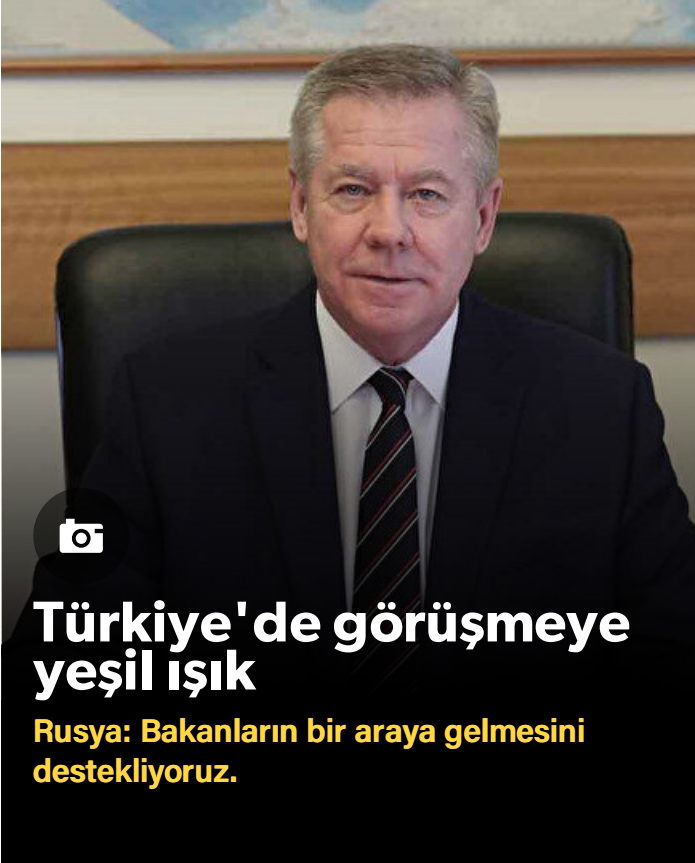 Türkiye'de görüşmeye
yeşil ışık
Rusya: Bakanların bir araya gelmesini
destekliyoruz.